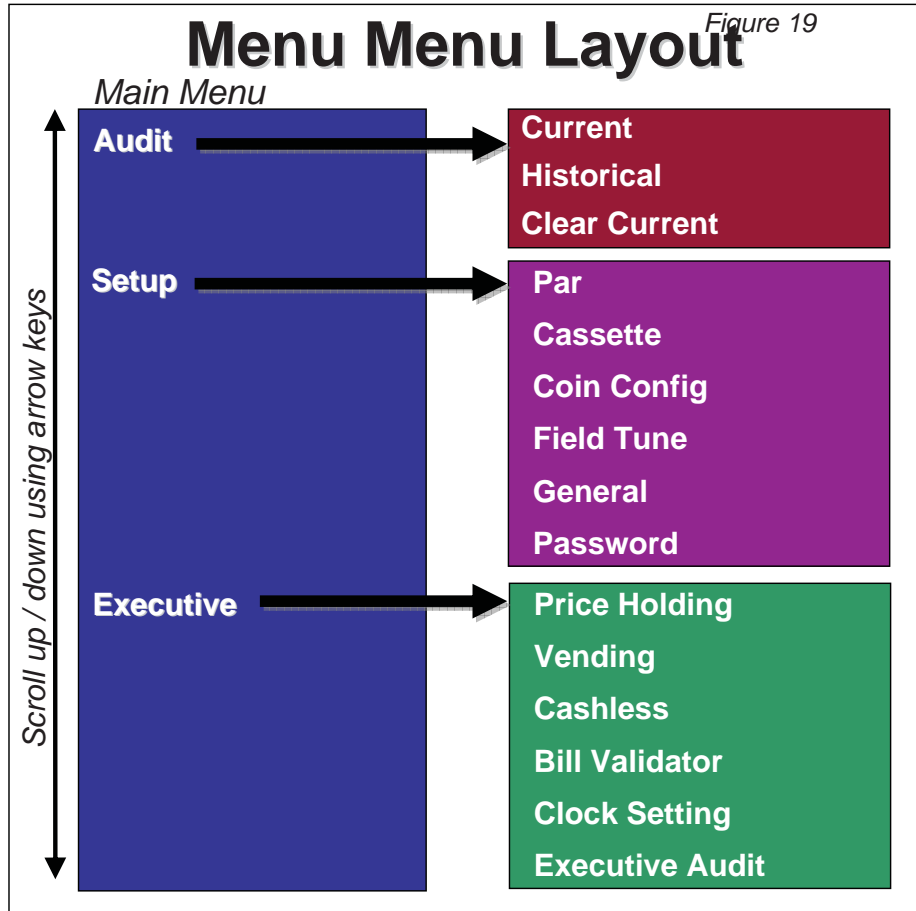 Figure 19
Menu Menu Layout
Main Menu
Scroll up / down using arrow keys
Audit
Current
Historical
Clear Current
Setup
Par
Cassette
Coin Config
Field Tune
General
Password
Executive
Price Holding
Vending
Cashless
Bill Validator
Clock Setting
Executive Audit